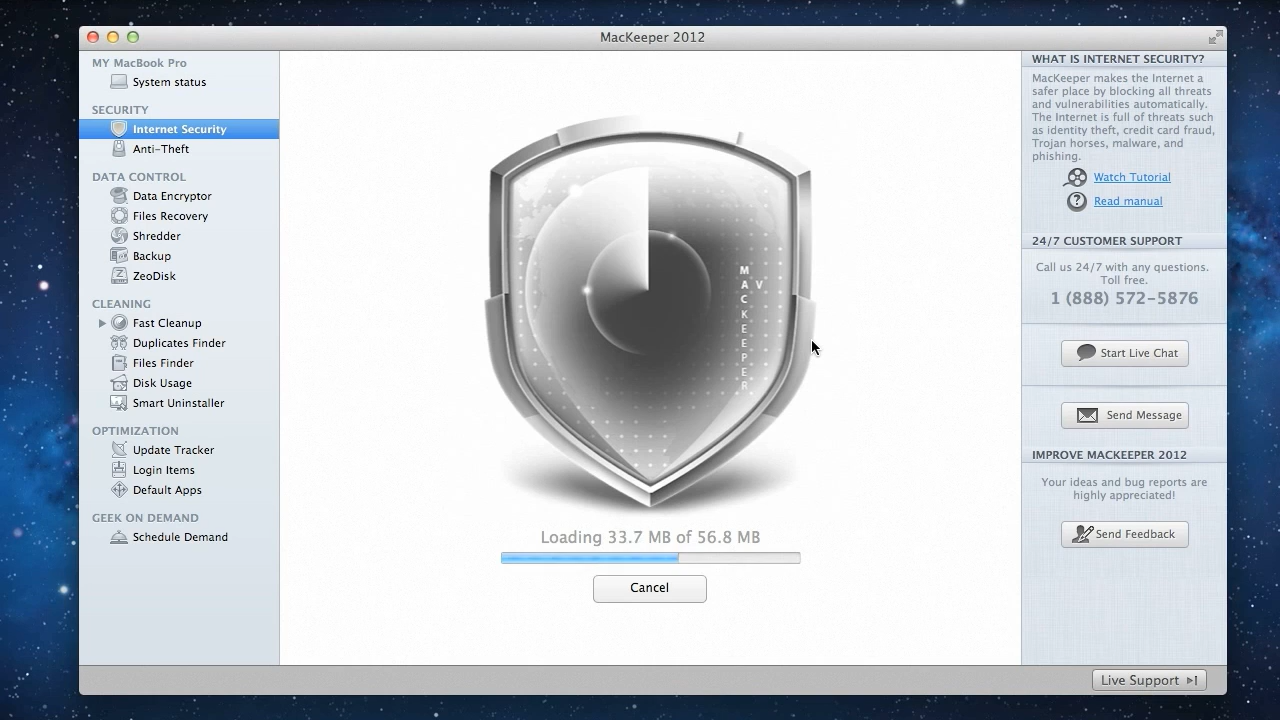 MacKeeper 2012
MY MacBook Pro
System status
SECURITY
Internet Security
Anti-Theft
DATA CONTROL
Data Encryptor
Files Recovery
Shredder
Backup
ZeoDisk
CLEANING
Fast Cleanup
Duplicates Finder
Files Finder
Disk Usage
Smart Uninstaller
OPTIMIZATION
Update Tracker
Login Items
Default Apps
GEEK ON DEMAND
Schedule Demand
MACKEEPER
AV
Loading 33.7 MB of 56.8 MB
Cancel
WHAT IS INTERNET SECURITY?
MacKeeper makes the Internet a
safer place by blocking all threats
and vulnerabilities automatically.
The Internet is full of threats such
as identity theft, credit card fraud,
Trojan horses, malware, and
phishing.
Watch Tutorial
Read manual
24/7 CUSTOMER SUPPORT
Call us 24/7 with any questions.
Toll free.
1 (888) 572-5876
Start Live Chat
Send Message
IMPROVE MACKEEPER 2012
Your ideas and bug reports are
highly appreciated!
Send Feedback
Live Support